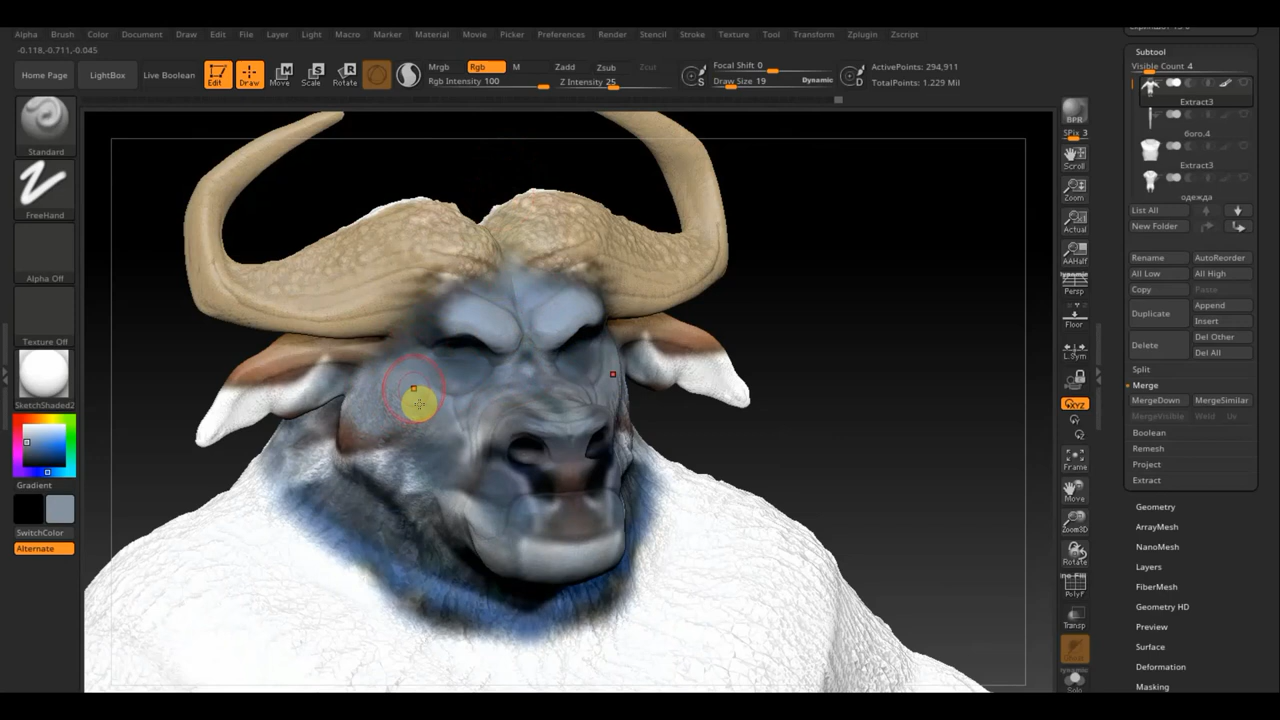 Alpha Brush Color Document Draw Edit File Layer Light Macro Marker Material Movie Picker Preferences Render Stencil Stroke Texture Tool Transform Zplugin Zscript
-0.118,-0.711,-0.045
Home Page LightBox Live Boolean Edit Draw Move Scale Rotate
Mrgb Rgb M Zadd Zsub Zcut Focal Shift 0 ActivePoints: 294,911
Rgb Intensity 100 Z Intensity 25 Draw Size 19 Dynamic TotalPoints: 1.229 Mil
S
D
Standard
FreeHand
Alpha Off
Texture Off
SketchShaded2
Gradient
SwitchColor
Alternate
BPR
SPix 3
Scroll
Zoom
Actual
AAHalf
Dynamic
Persp
Floor
L.Sym
XYZ
Frame
Move
Zoom3D
Rotate
Line Fill
PolyF
Transp
Ghost
Dynamic
Solo
Subtool
Visible Count 4
Extract3
6oro.4
Extract3
одежда
List All
New Folder
Rename AutoReorder
All Low All High
Copy Paste
Duplicate Append
Insert
Delete Del Other
Del All
Split
Merge
MergeDown MergeSimilar
MergeVisible Weld Uv
Boolean
Remesh
Project
Extract
Geometry
ArrayMesh
NanoMesh
Layers
FiberMesh
Geometry HD
Preview
Surface
Deformation
Masking